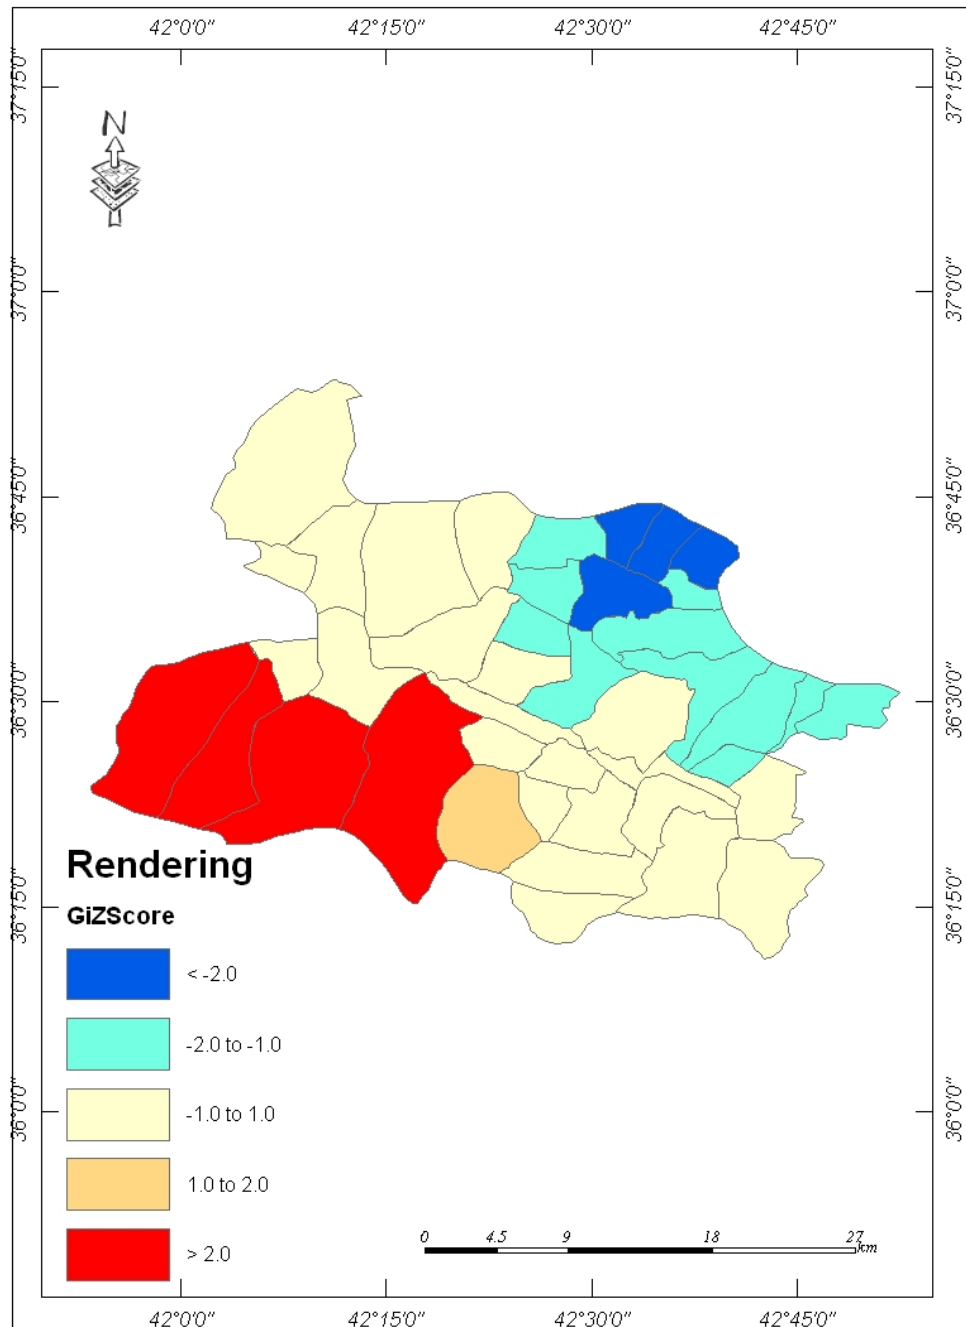 42°0'0" 42°15'0" 42°30'0" 42°45'0"
37°15'0" 37°15'0"
N
37°0'0" 37°0'0"
36°45'0" 36°45'0"
36°30'0" 36°30'0"
36°15'0" 36°15'0"
36°0'0" 36°0'0"
Rendering
GiZScore
< -2.0
-2.0 to -1.0
-1.0 to 1.0
1.0 to 2.0
> 2.0
0 4.5 9 18 27
km
42°0'0" 42°15'0" 42°30'0" 42°45'0"